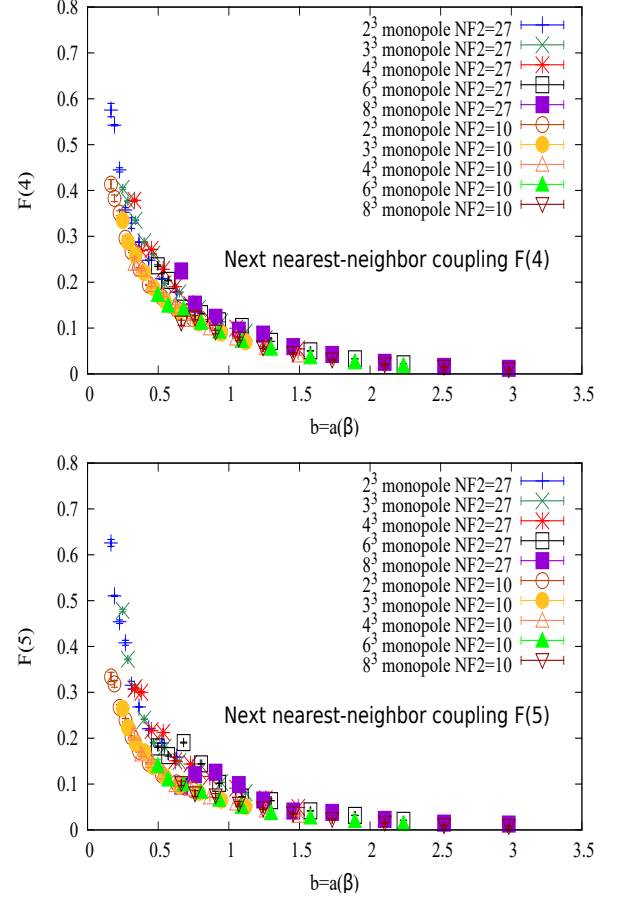 0.8
0.7
0.6
0.5
0.4
0.3
0.2
0.1
0
F(4)
2³ monopole NF2=27
3³ monopole NF2=27
4³ monopole NF2=27
6³ monopole NF2=27
8³ monopole NF2=27
2³ monopole NF2=10
3³ monopole NF2=10
4³ monopole NF2=10
6³ monopole NF2=10
8³ monopole NF2=10
Next nearest-neighbor coupling F(4)
0 0.5 1 1.5 2 2.5 3 3.5
b=a(β)
0.8
0.7
0.6
0.5
0.4
0.3
0.2
0.1
0
F(5)
2³ monopole NF2=27
3³ monopole NF2=27
4³ monopole NF2=27
6³ monopole NF2=27
8³ monopole NF2=27
2³ monopole NF2=10
3³ monopole NF2=10
4³ monopole NF2=10
6³ monopole NF2=10
8³ monopole NF2=10
Next nearest-neighbor coupling F(5)
0 0.5 1 1.5 2 2.5 3 3.5
b=a(β)